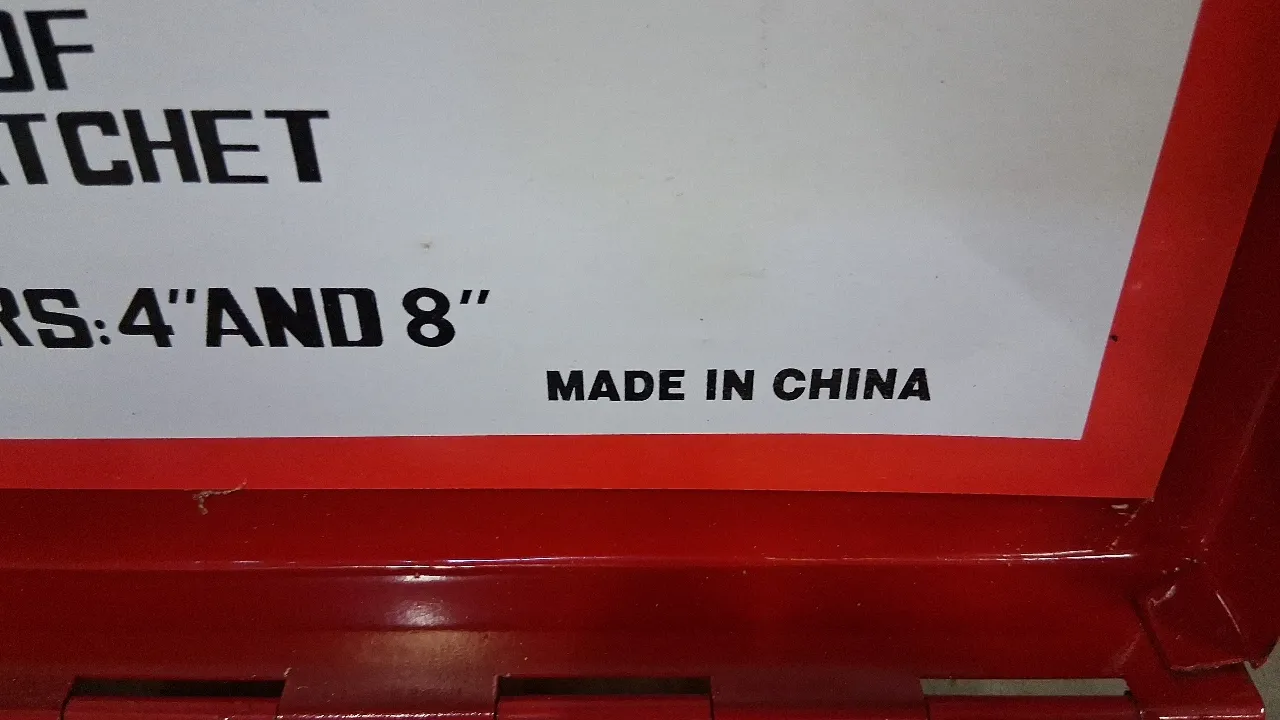 OF
ATCHET
RS:4"AND 8"
MADE IN CHINA